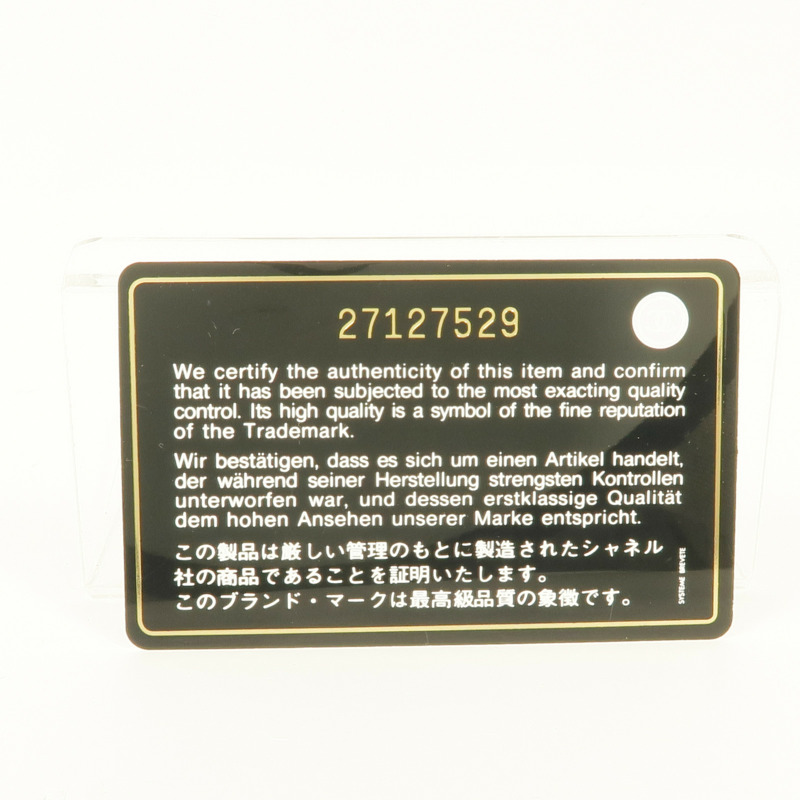 27127529
We certify the authenticity of this item and confirm
that it has been subjected to the most exacting quality
control. Its high quality is a symbol of the fine reputation
of the Trademark.
Wir bestätigen, dass es sich um einen Artikel handelt,
der während seiner Herstellung strengsten Kontrollen
unterworfen war, und dessen erstklassige Qualität
dem hohen Ansehen unserer Marke entspricht.
この製品は厳しい管理のもとに製造されたシャネル
社の商品であることを証明いたします。
このブランド・マークは最高級品質の象徴です。
SYSTEME BREVETE